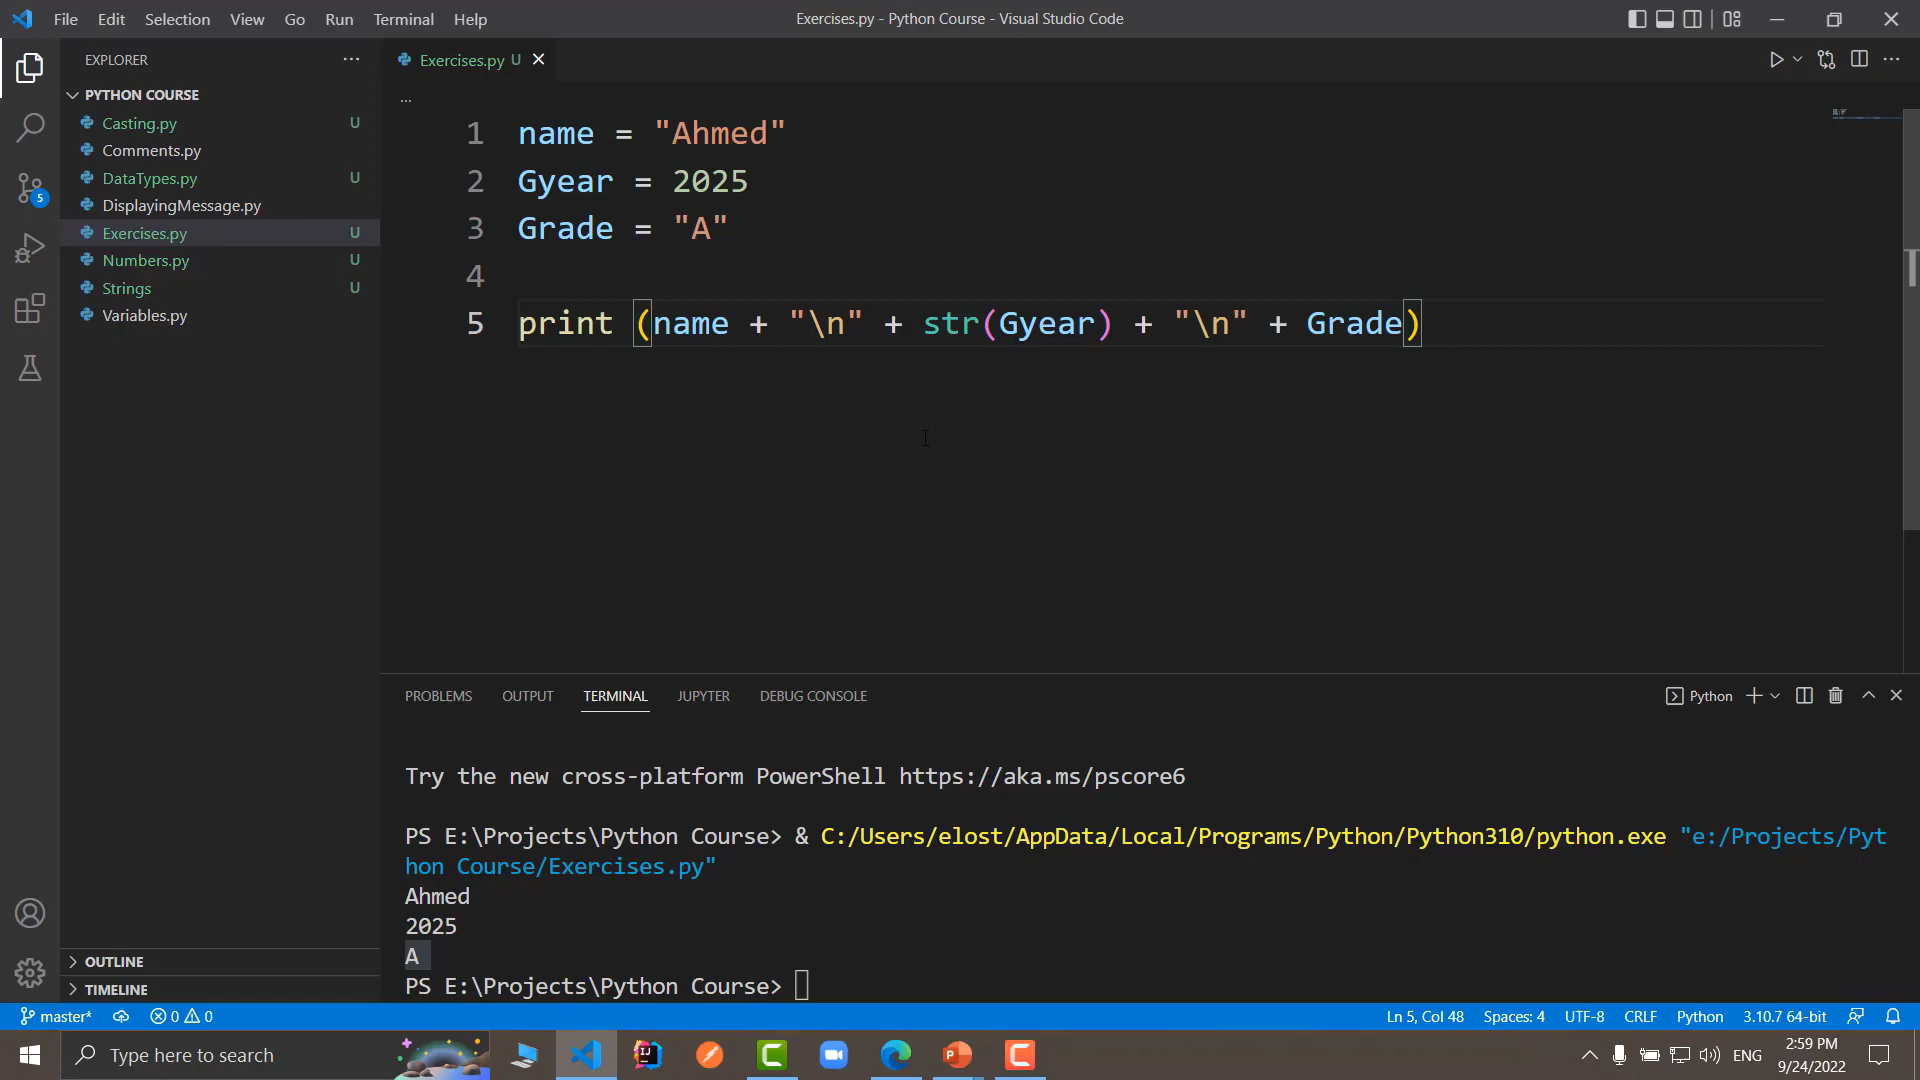 File Edit Selection View Go Run Terminal Help
Exercises.py - Python Course - Visual Studio Code
EXPLORER ...
PYTHON COURSE
Casting.py U
Comments.py
DataTypes.py U
DisplayingMessage.py
Exercises.py U
Numbers.py U
Strings U
Variables.py
OUTLINE
TIMELINE
Exercises.py U
...
1 name = "Ahmed"
2 Gyear = 2025
3 Grade = "A"
4
5 print (name + "\n" + str(Gyear) + "\n" + Grade)
PROBLEMS OUTPUT TERMINAL JUPYTER DEBUG CONSOLE
Python
Try the new cross-platform PowerShell https://aka.ms/pscore6
PS E:\Projects\Python Course> & C:/Users/elost/AppData/Local/Programs/Python/Python310/python.exe "e:/Projects/Pyt
hon Course/Exercises.py"
Ahmed
2025
A
PS E:\Projects\Python Course>
5
master* 0 0 Ln 5, Col 48 Spaces: 4 UTF-8 CRLF Python 3.10.7 64-bit
Type here to search
ENG
2:59 PM
9/24/2022